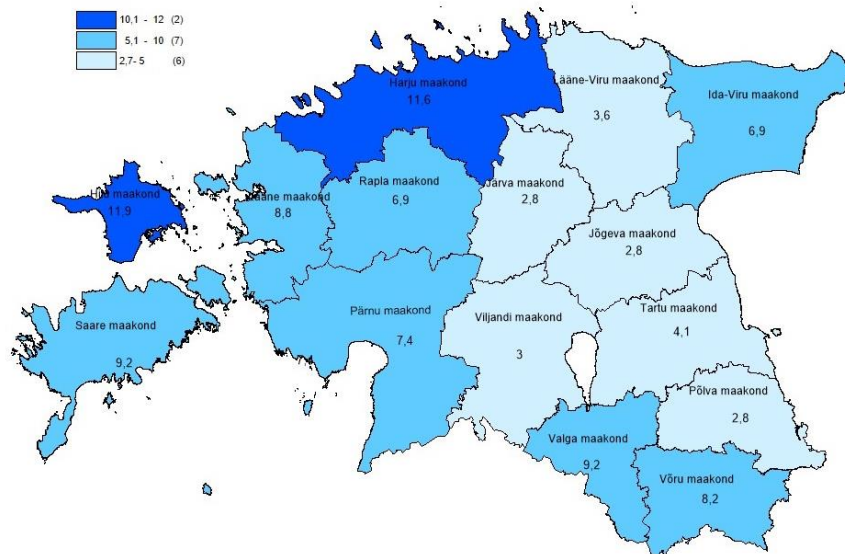 10,1 - 12 (2)
5,1 - 10 (7)
2,7- 5 (6)
Harju maakond
11,6
Lääne-Viru maakond
3,6
Ida-Viru maakond
6,9
Hiiu maakond
11,9
Lääne maakond
8,8
Rapla maakond
6,9
Järva maakond
2,8
Jõgeva maakond
2,8
Saare maakond
9,2
Pärnu maakond
7,4
Viljandi maakond
3
Tartu maakond
4,1
Põlva maakond
2,8
Valga maakond
9,2
Võru maakond
8,2